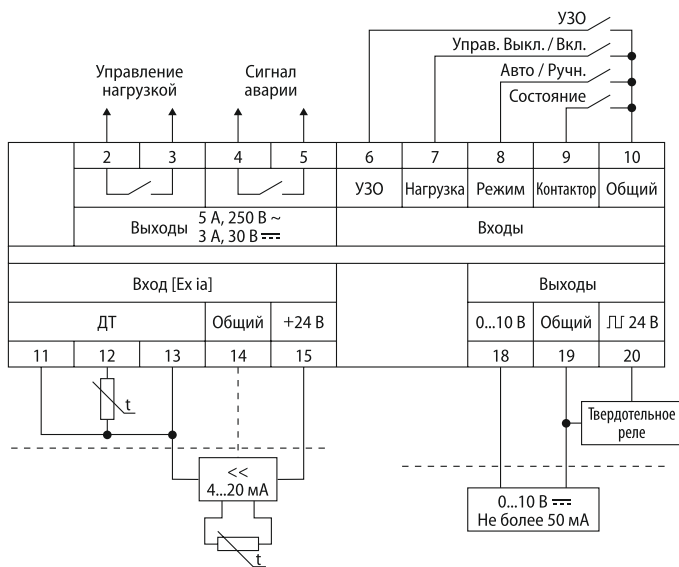 УЗО
Управ. Выкл. / Вкл.
Авто / Ручн.
Состояние
Управление
нагрузкой
Сигнал
аварии
2 3 4 5 6 7 8 9 10
УЗО Нагрузка Режим Контактор Общий
Выходы 5 А, 250 В ~
3 А, 30 В
Входы
Вход [Ex ia]
Выходы
ДТ Общий +24 В 0...10 В Общий 24 В
11 12 13 14 15 18 19 20
t
Твердотельное
реле
<<
4...20 мА
0...10 В
Не более 50 мА
t